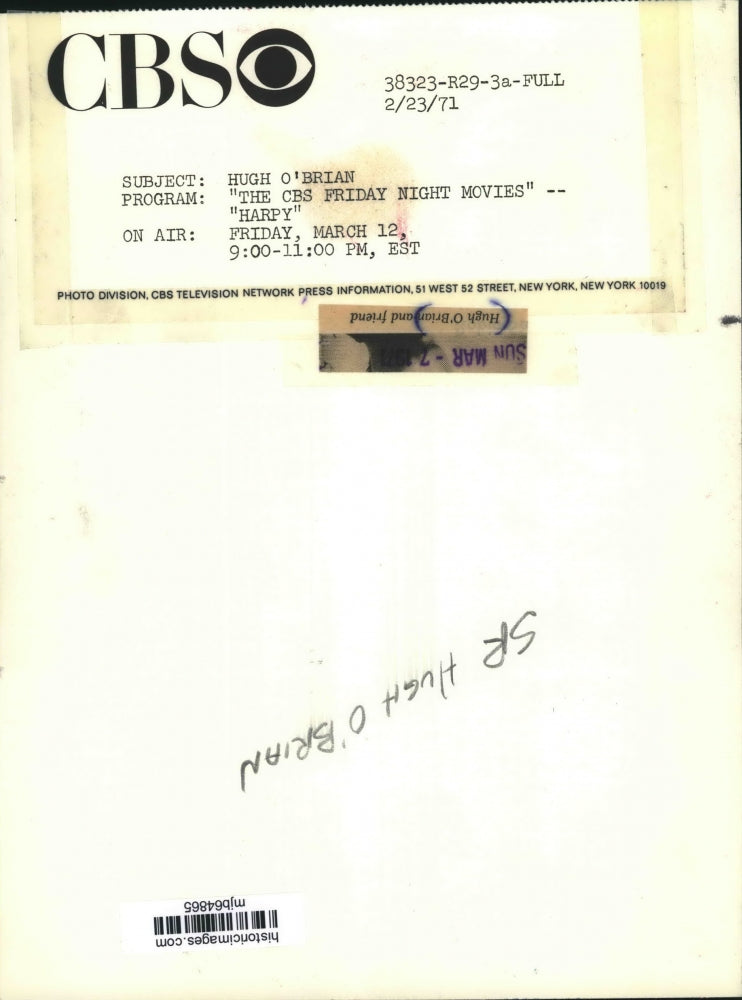 CBS
38323-R29-3a-FULL
2/23/71
SUBJECT: HUGH O'BRIAN
PROGRAM: "THE CBS FRIDAY NIGHT MOVIES" --
"HARPY"
ON AIR: FRIDAY, MARCH 12,
9:00-11:00 PM, EST
PHOTO DIVISION, CBS TELEVISION NETWORK PRESS INFORMATION, 51 WEST 52 STREET, NEW YORK, NEW YORK 10019
Hugh O'Brian and friend
SUN MAR - 7 1971
SR HUGH O'BRIAN
historicimages.com
mjb64865